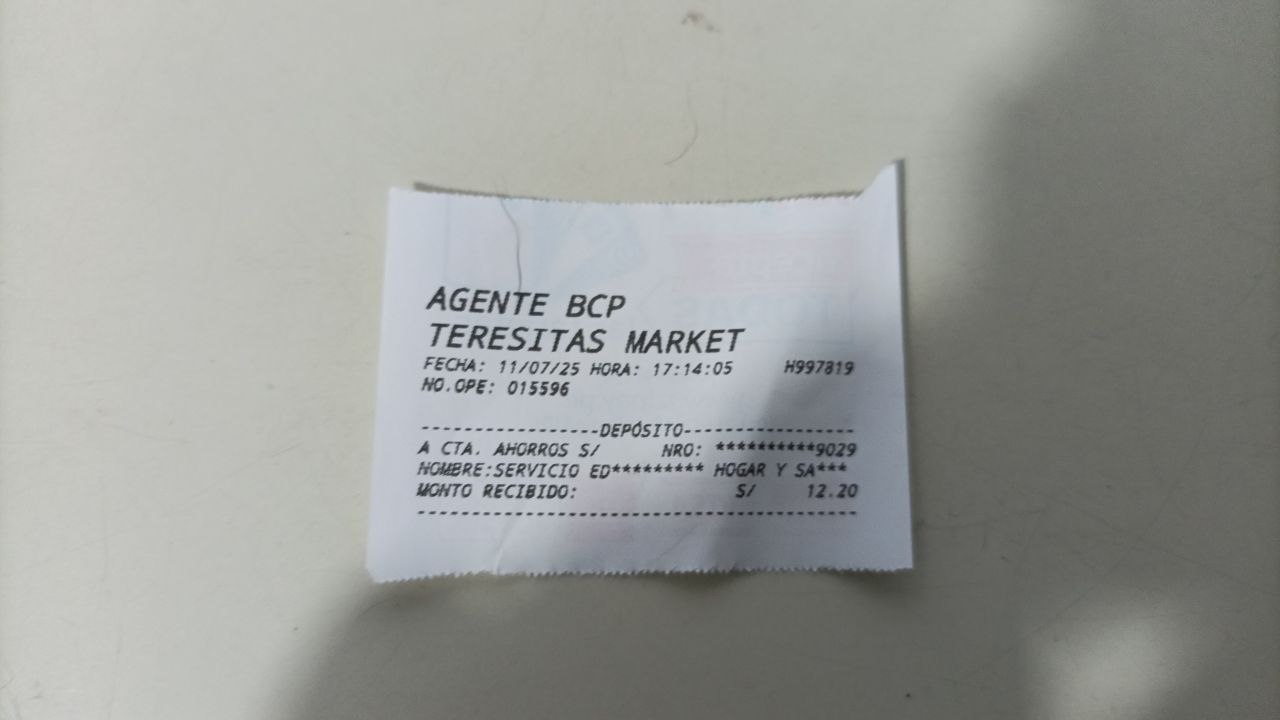 AGENTE BCP
TERESITAS MARKET
FECHA: 11/07/25 HORA: 17:14:05 H997819
NO.OPE: 015596
------------------DEPÓSITO------------------
A CTA. AHORROS S/ NRO: **********9029
NOMBRE:SERVICIO ED********* HOGAR Y SA***
MONTO RECIBIDO: S/ 12.20
--------------------------------------------